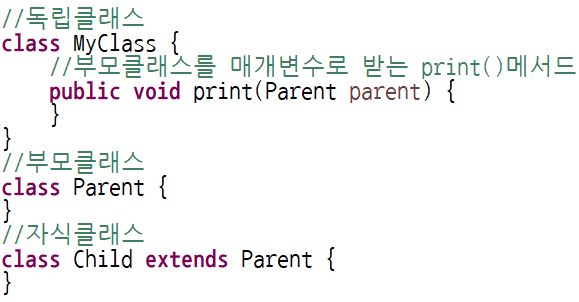 //독립클래스
class MyClass {
    //부모클래스를 매개변수로 받는 print()메서드
    public void print(Parent parent) {
    }
}
//부모클래스
class Parent {
}
//자식클래스
class Child extends Parent {
}